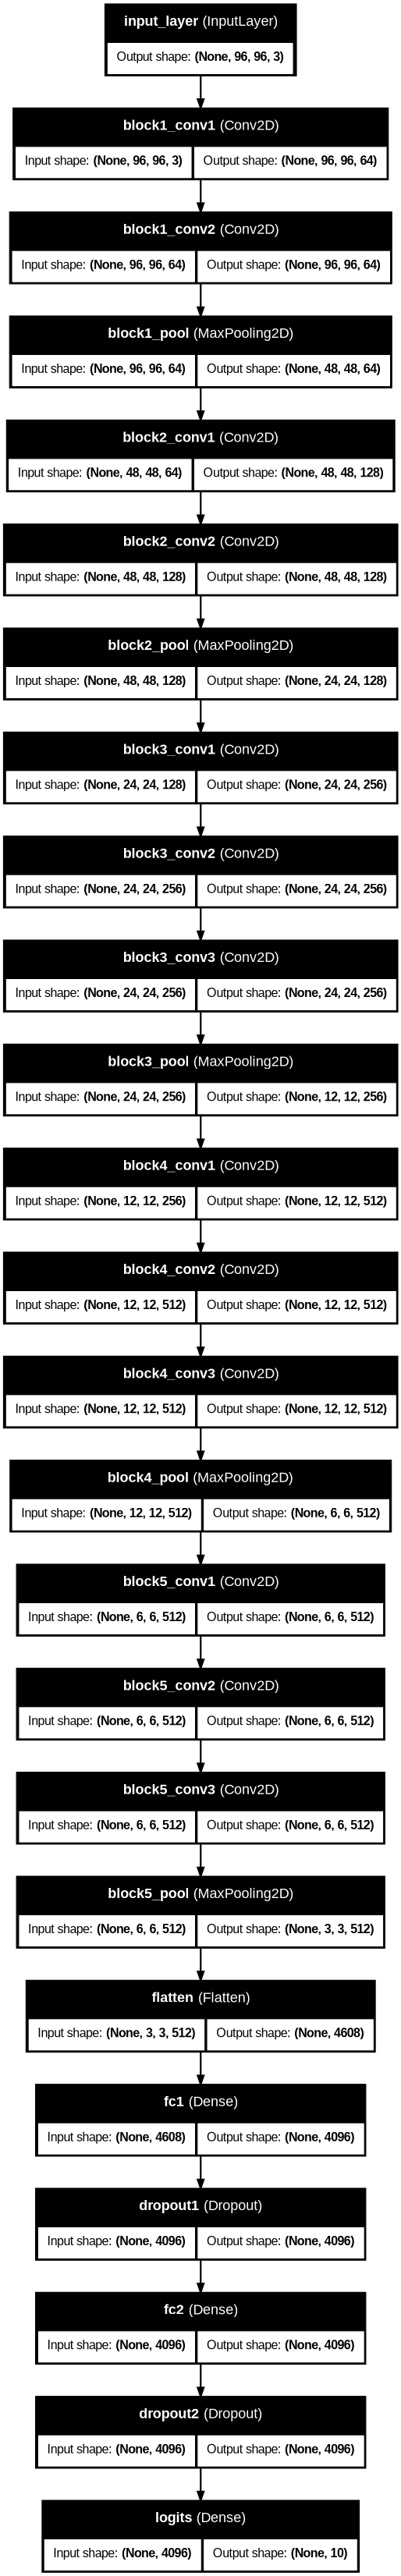 input_layer (InputLayer)
Output shape: (None, 96, 96, 3)
block1_conv1 (Conv2D)
Input shape: (None, 96, 96, 3) Output shape: (None, 96, 96, 64)
block1_conv2 (Conv2D)
Input shape: (None, 96, 96, 64) Output shape: (None, 96, 96, 64)
block1_pool (MaxPooling2D)
Input shape: (None, 96, 96, 64) Output shape: (None, 48, 48, 64)
block2_conv1 (Conv2D)
Input shape: (None, 48, 48, 64) Output shape: (None, 48, 48, 128)
block2_conv2 (Conv2D)
Input shape: (None, 48, 48, 128) Output shape: (None, 48, 48, 128)
block2_pool (MaxPooling2D)
Input shape: (None, 48, 48, 128) Output shape: (None, 24, 24, 128)
block3_conv1 (Conv2D)
Input shape: (None, 24, 24, 128) Output shape: (None, 24, 24, 256)
block3_conv2 (Conv2D)
Input shape: (None, 24, 24, 256) Output shape: (None, 24, 24, 256)
block3_conv3 (Conv2D)
Input shape: (None, 24, 24, 256) Output shape: (None, 24, 24, 256)
block3_pool (MaxPooling2D)
Input shape: (None, 24, 24, 256) Output shape: (None, 12, 12, 256)
block4_conv1 (Conv2D)
Input shape: (None, 12, 12, 256) Output shape: (None, 12, 12, 512)
block4_conv2 (Conv2D)
Input shape: (None, 12, 12, 512) Output shape: (None, 12, 12, 512)
block4_conv3 (Conv2D)
Input shape: (None, 12, 12, 512) Output shape: (None, 12, 12, 512)
block4_pool (MaxPooling2D)
Input shape: (None, 12, 12, 512) Output shape: (None, 6, 6, 512)
block5_conv1 (Conv2D)
Input shape: (None, 6, 6, 512) Output shape: (None, 6, 6, 512)
block5_conv2 (Conv2D)
Input shape: (None, 6, 6, 512) Output shape: (None, 6, 6, 512)
block5_conv3 (Conv2D)
Input shape: (None, 6, 6, 512) Output shape: (None, 6, 6, 512)
block5_pool (MaxPooling2D)
Input shape: (None, 6, 6, 512) Output shape: (None, 3, 3, 512)
flatten (Flatten)
Input shape: (None, 3, 3, 512) Output shape: (None, 4608)
fc1 (Dense)
Input shape: (None, 4608) Output shape: (None, 4096)
dropout1 (Dropout)
Input shape: (None, 4096) Output shape: (None, 4096)
fc2 (Dense)
Input shape: (None, 4096) Output shape: (None, 4096)
dropout2 (Dropout)
Input shape: (None, 4096) Output shape: (None, 4096)
logits (Dense)
Input shape: (None, 4096) Output shape: (None, 10)